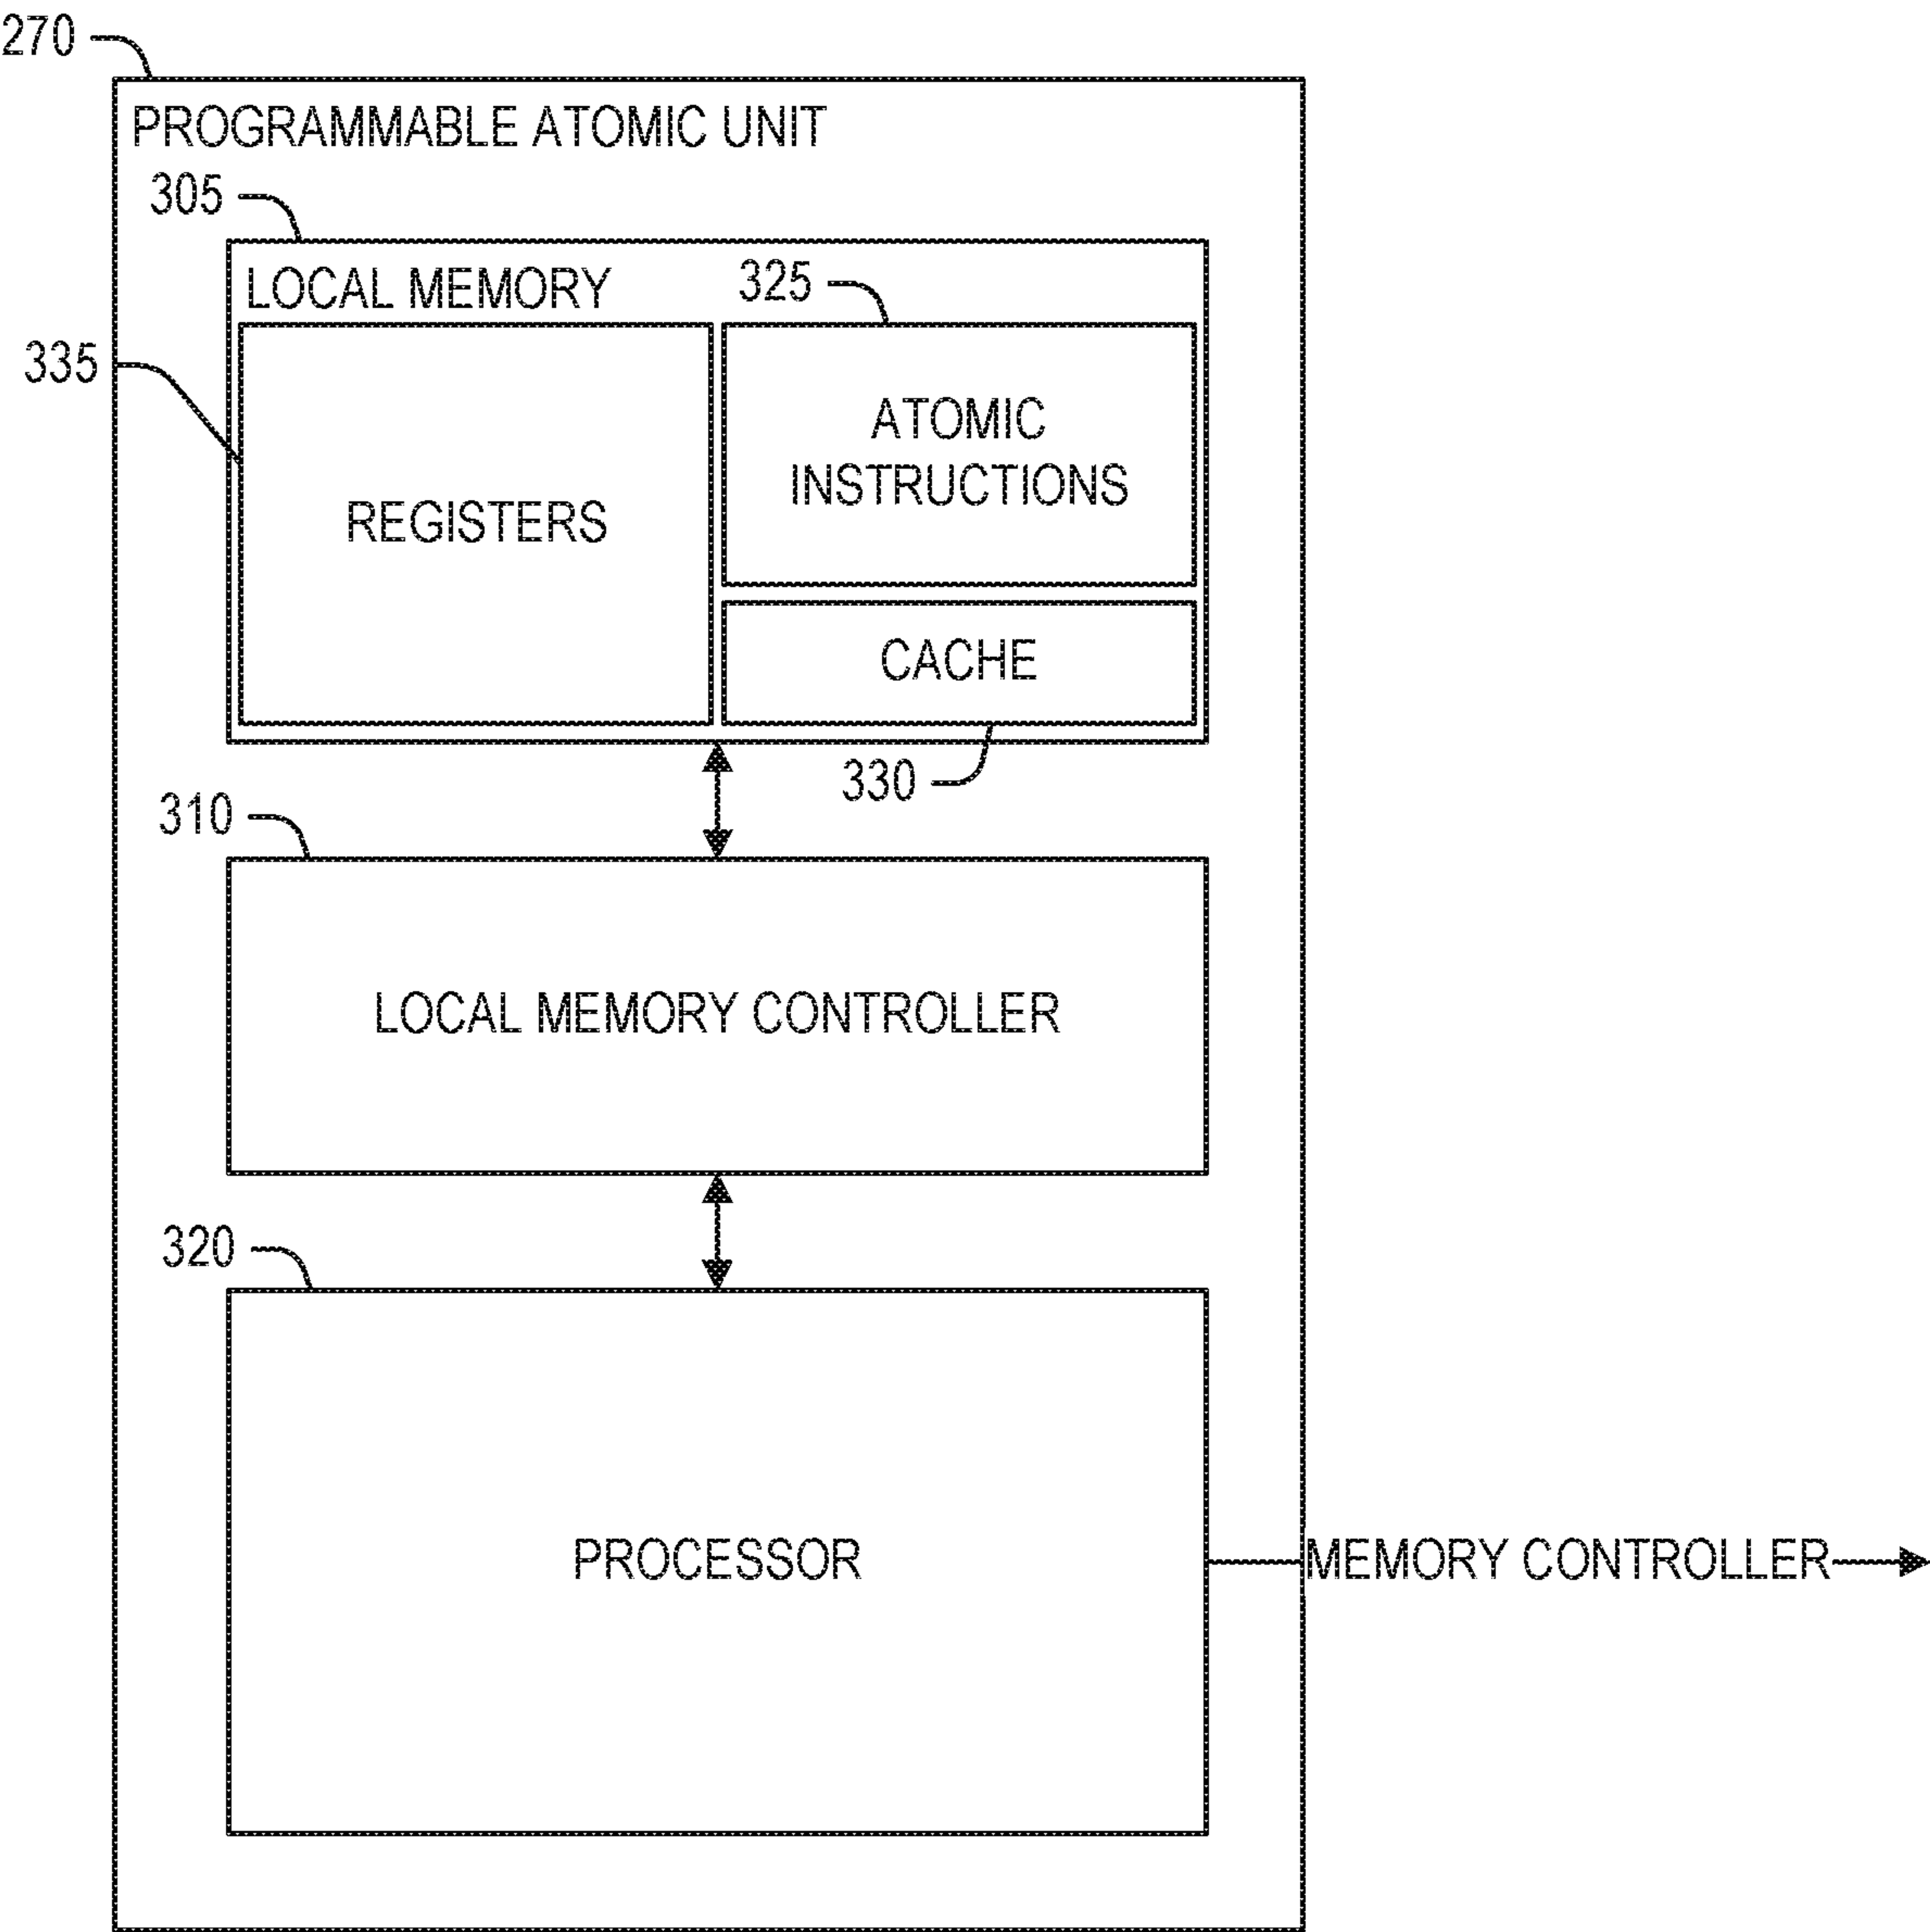 270
PROGRAMMABLE ATOMIC UNIT
305
LOCAL MEMORY
325
335
ATOMIC
INSTRUCTIONS
REGISTERS
CACHE
330
310
LOCAL MEMORY CONTROLLER
320
PROCESSOR
MEMORY CONTROLLER